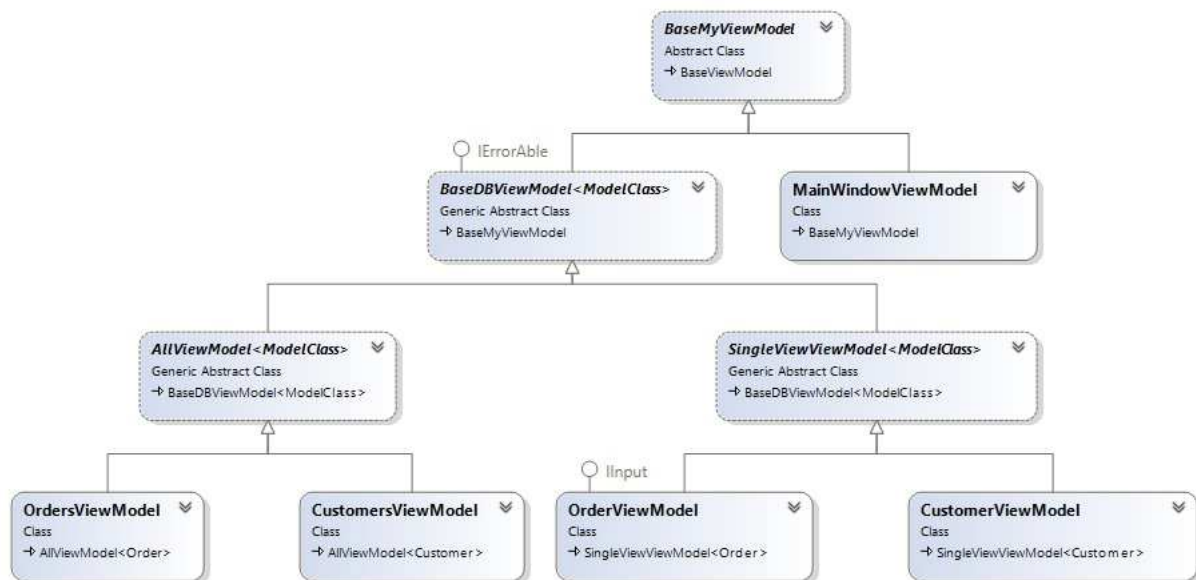 BaseMyViewModel
Abstract Class
BaseViewModel
IErrorAble
BaseDBViewModel<ModelClass>
Generic Abstract Class
BaseMyViewModel
MainWindowViewModel
Class
BaseMyViewModel
AllViewModel<ModelClass>
Generic Abstract Class
BaseDBViewModel<ModelClass>
SingleViewViewModel<ModelClass>
Generic Abstract Class
BaseDBViewModel<ModelClass>
OrdersViewModel
Class
AllViewModel<Order>
CustomersViewModel
Class
AllViewModel<Customer>
IInput
OrderViewModel
Class
SingleViewViewModel<Order>
CustomerViewModel
Class
SingleViewViewModel<Customer>